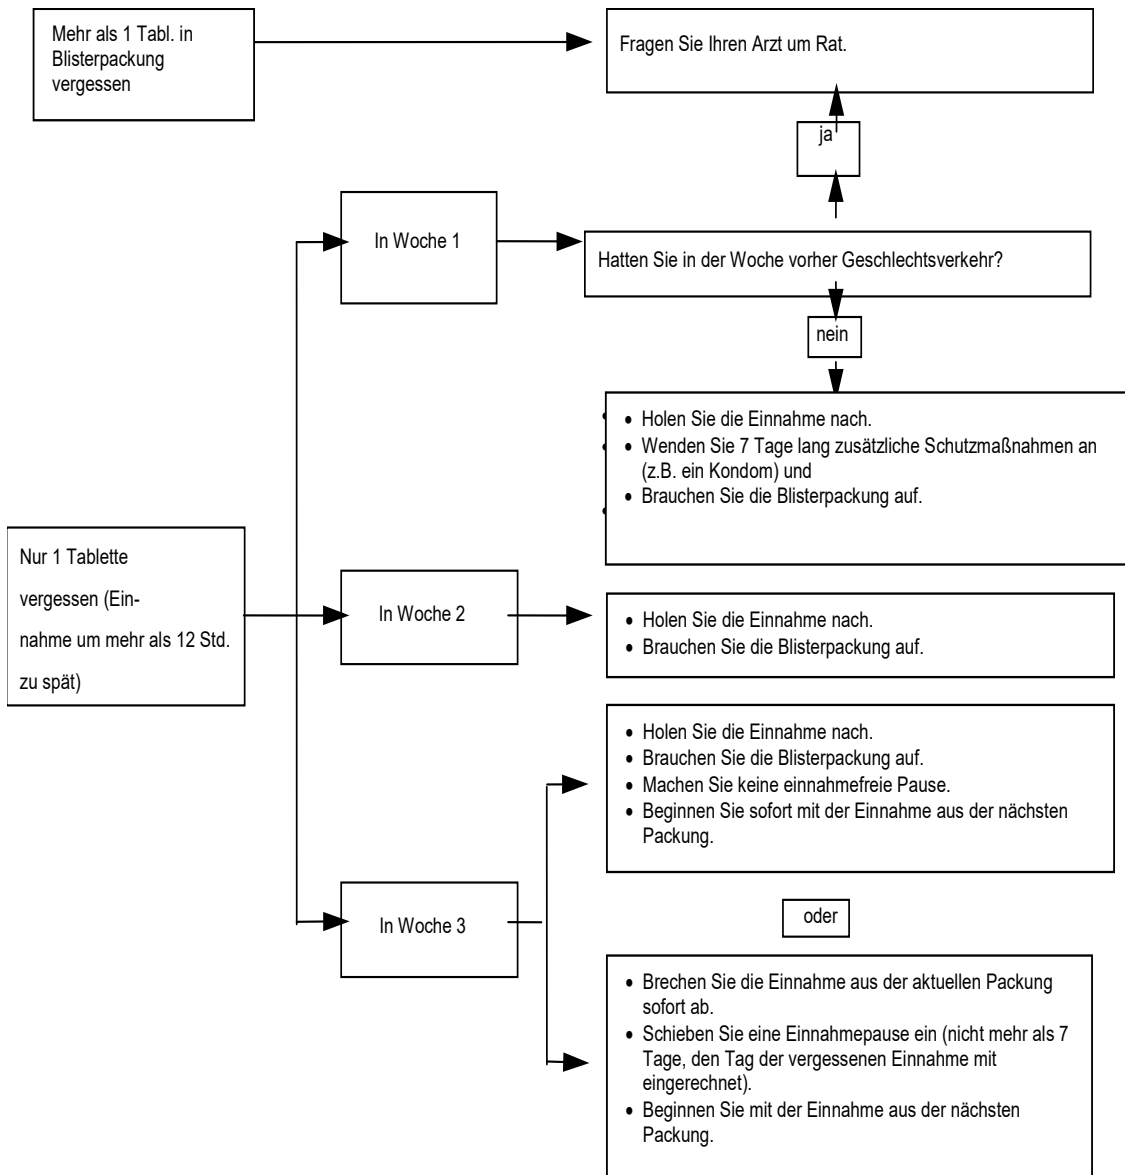 Mehr als 1 Tabl. in
Blisterpackung
vergessen
Fragen Sie Ihren Arzt um Rat.
ja
In Woche 1
Hatten Sie in der Woche vorher Geschlechtsverkehr?
nein
• Holen Sie die Einnahme nach.
• Wenden Sie 7 Tage lang zusätzliche Schutzmaßnahmen an
(z.B. ein Kondom) und
• Brauchen Sie die Blisterpackung auf.
Nur 1 Tablette
vergessen (Ein-
nahme um mehr als 12 Std.
zu spät)
In Woche 2
• Holen Sie die Einnahme nach.
• Brauchen Sie die Blisterpackung auf.
• Holen Sie die Einnahme nach.
• Brauchen Sie die Blisterpackung auf.
• Machen Sie keine einnahmefreie Pause.
• Beginnen Sie sofort mit der Einnahme aus der nächsten
Packung.
In Woche 3
oder
• Brechen Sie die Einnahme aus der aktuellen Packung
sofort ab.
• Schieben Sie eine Einnahmepause ein (nicht mehr als 7
Tage, den Tag der vergessenen Einnahme mit
eingerechnet).
• Beginnen Sie mit der Einnahme aus der nächsten
Packung.